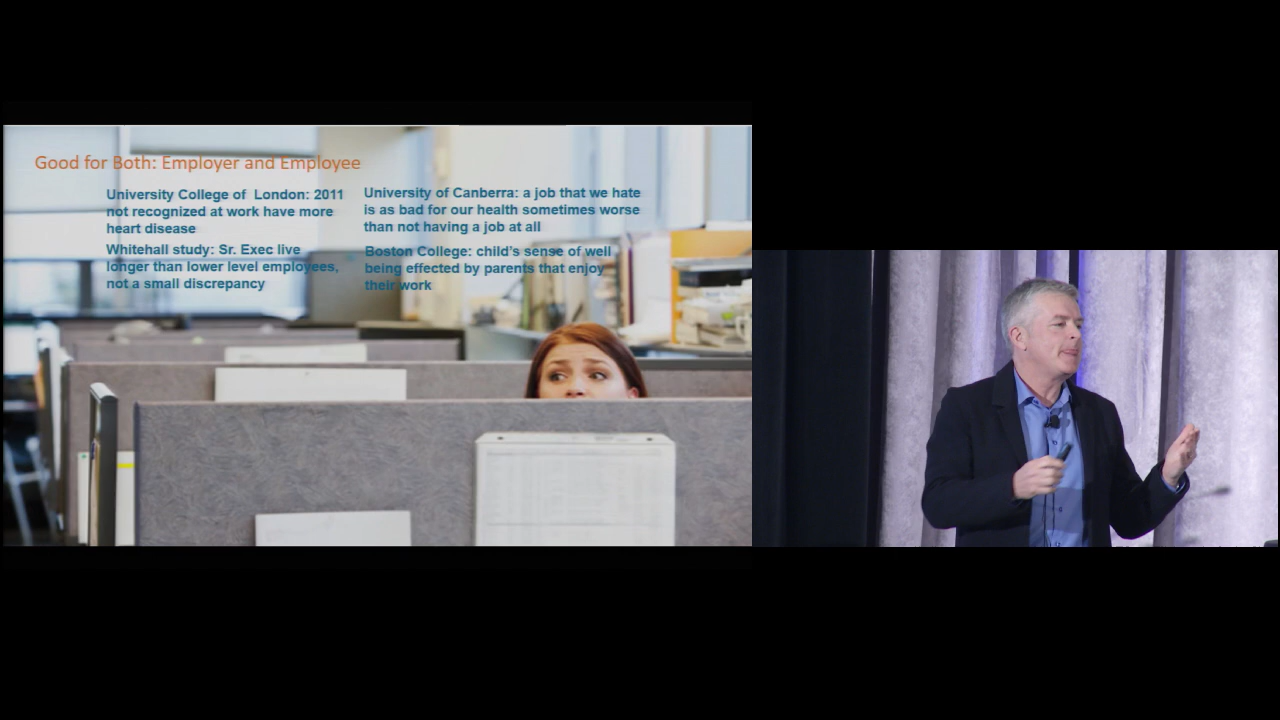 Good for Both: Employer and Employee
University College of London: 2011
not recognized at work have more
heart disease
Whitehall study: Sr. Exec live
longer than lower level employees,
not a small discrepancy
University of Canberra: a job that we hate
is as bad for our health sometimes worse
than not having a job at all
Boston College: child's sense of well
being effected by parents that enjoy
their work